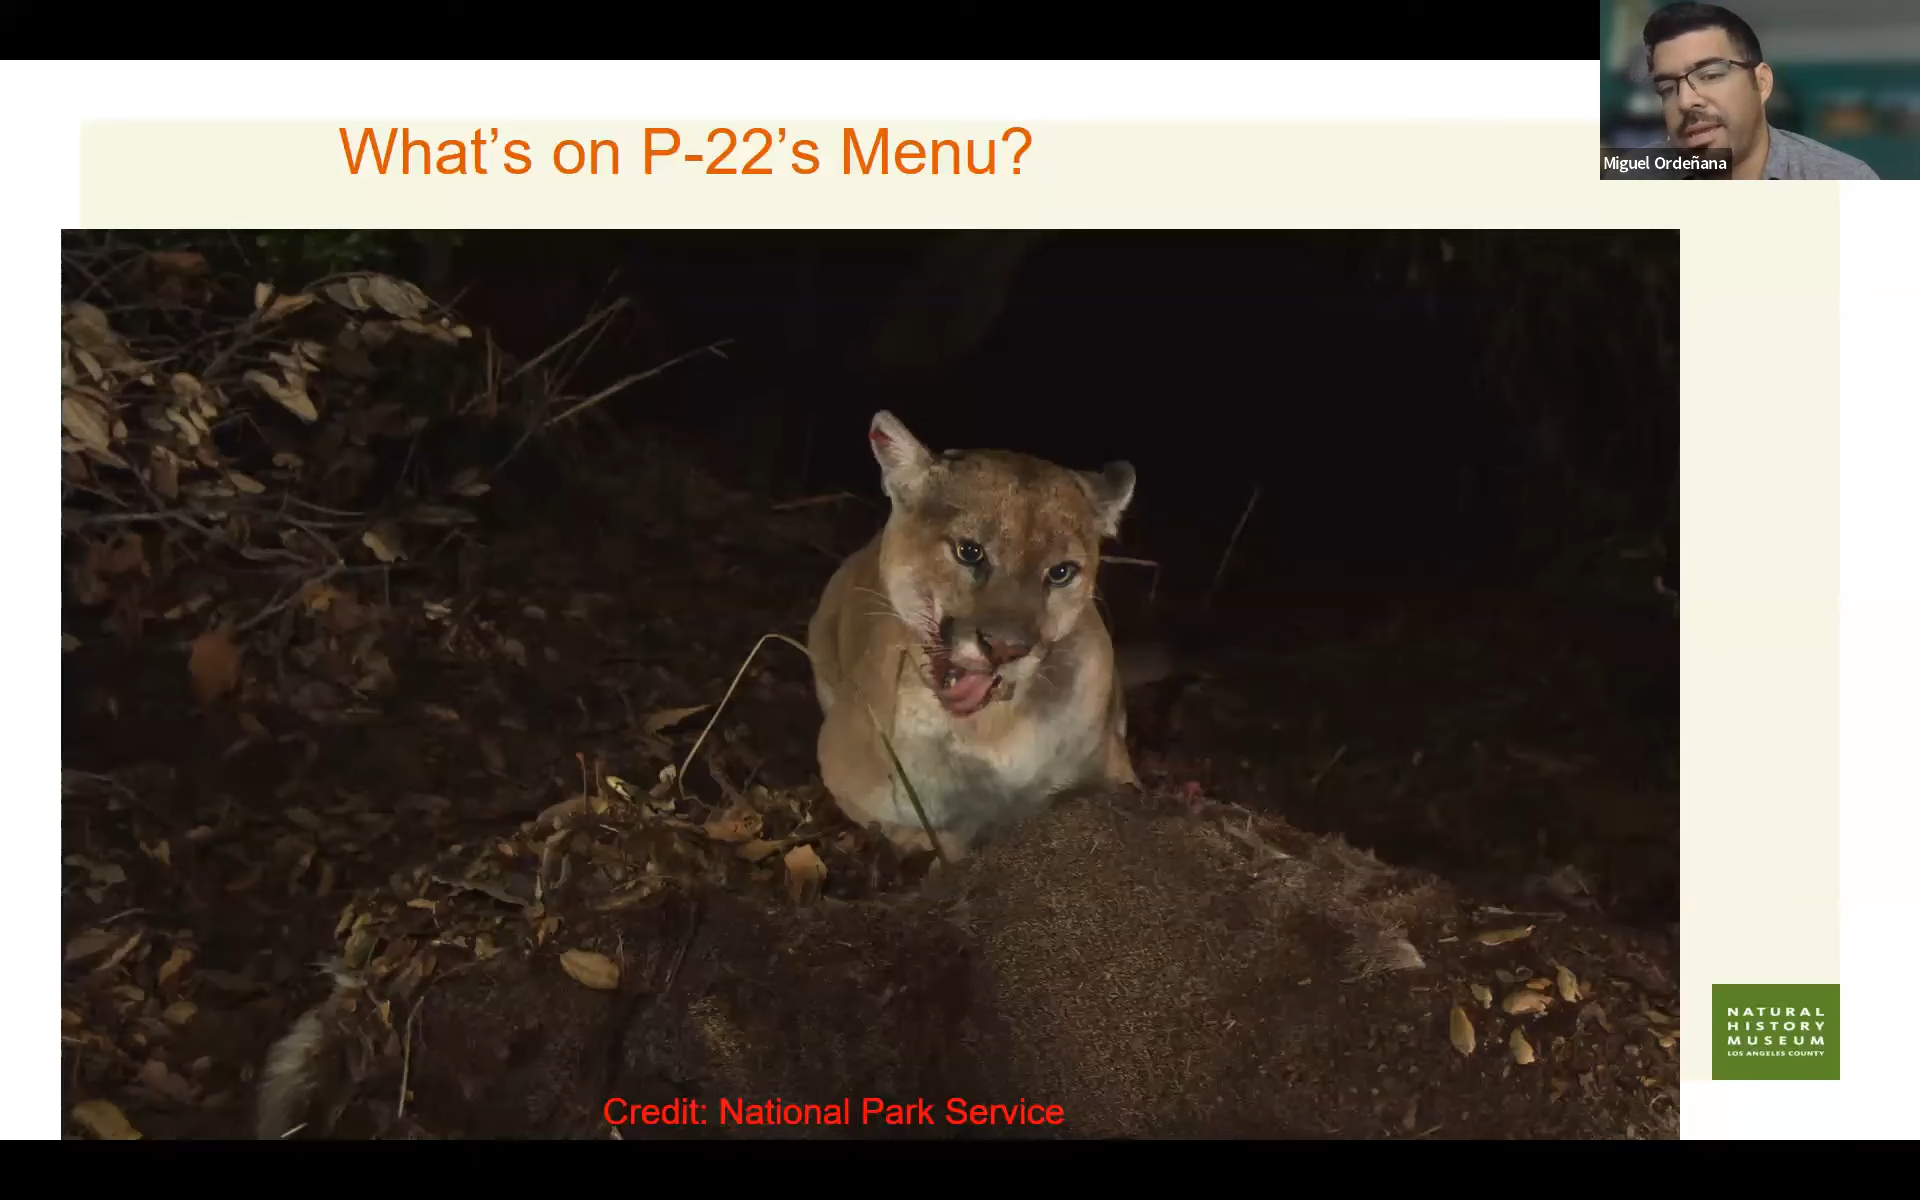 What's on P-22's Menu?
Miguel Ordeñana
NATURAL
HISTORY
MUSEUM
LOS ANGELES COUNTY
Credit: National Park Service